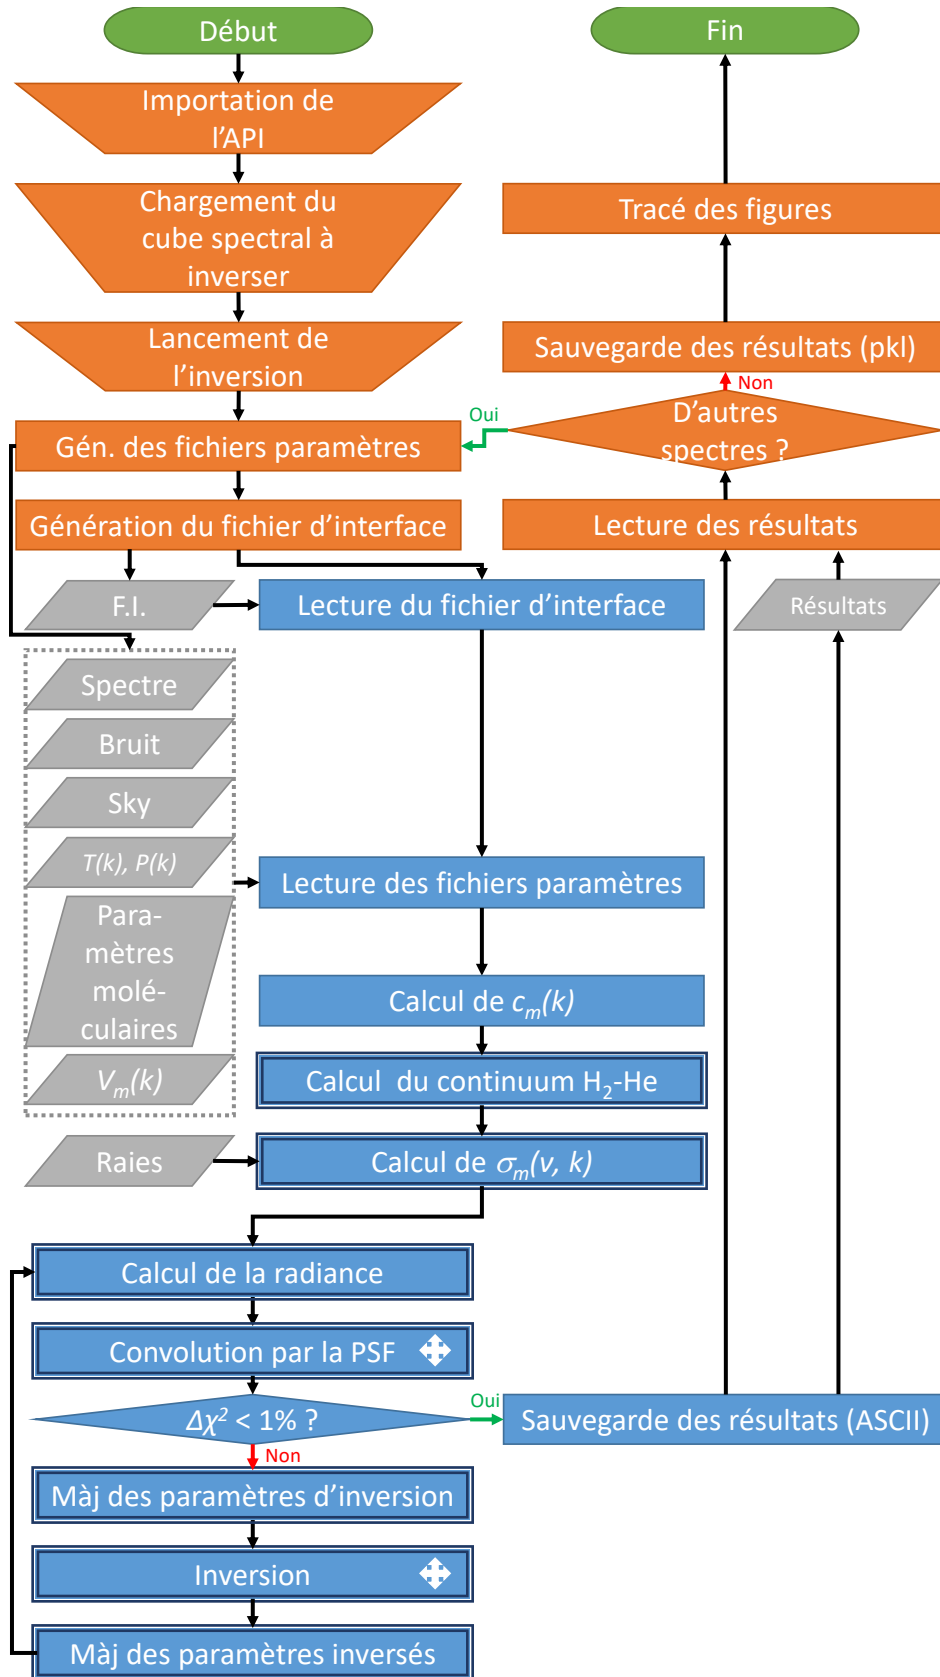 Début
Importation de
l'API
Chargement du
cube spectral à
inverser
Lancement de
l'inversion
Gén. des fichiers paramètres
Génération du fichier d'interface
F.I.
Lecture du fichier d'interface
Spectre
Bruit
Sky
T(k), P(k)
Para-
mètres
molé-
culaires
V_m(k)
Lecture des fichiers paramètres
Calcul de c_m(k)
Calcul du continuum H₂-He
Raies
Calcul de σ_m(ν, k)
Calcul de la radiance
Convolution par la PSF
Δχ² < 1% ?
Oui
Non
Màj des paramètres d'inversion
Inversion
Màj des paramètres inversés
Sauvegarde des résultats (ASCII)
Résultats
Lecture des résultats
D'autres
spectres ?
Oui
Non
Sauvegarde des résultats (pkl)
Tracé des figures
Fin